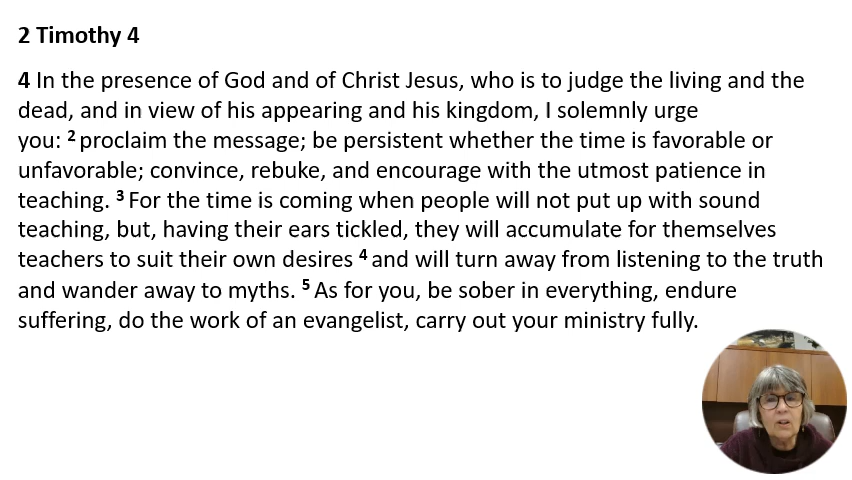 2 Timothy 4
4 In the presence of God and of Christ Jesus, who is to judge the living and the
dead, and in view of his appearing and his kingdom, I solemnly urge
you: 2 proclaim the message; be persistent whether the time is favorable or
unfavorable; convince, rebuke, and encourage with the utmost patience in
teaching. 3 For the time is coming when people will not put up with sound
teaching, but, having their ears tickled, they will accumulate for themselves
teachers to suit their own desires 4 and will turn away from listening to the truth
and wander away to myths. 5 As for you, be sober in everything, endure
suffering, do the work of an evangelist, carry out your ministry fully.